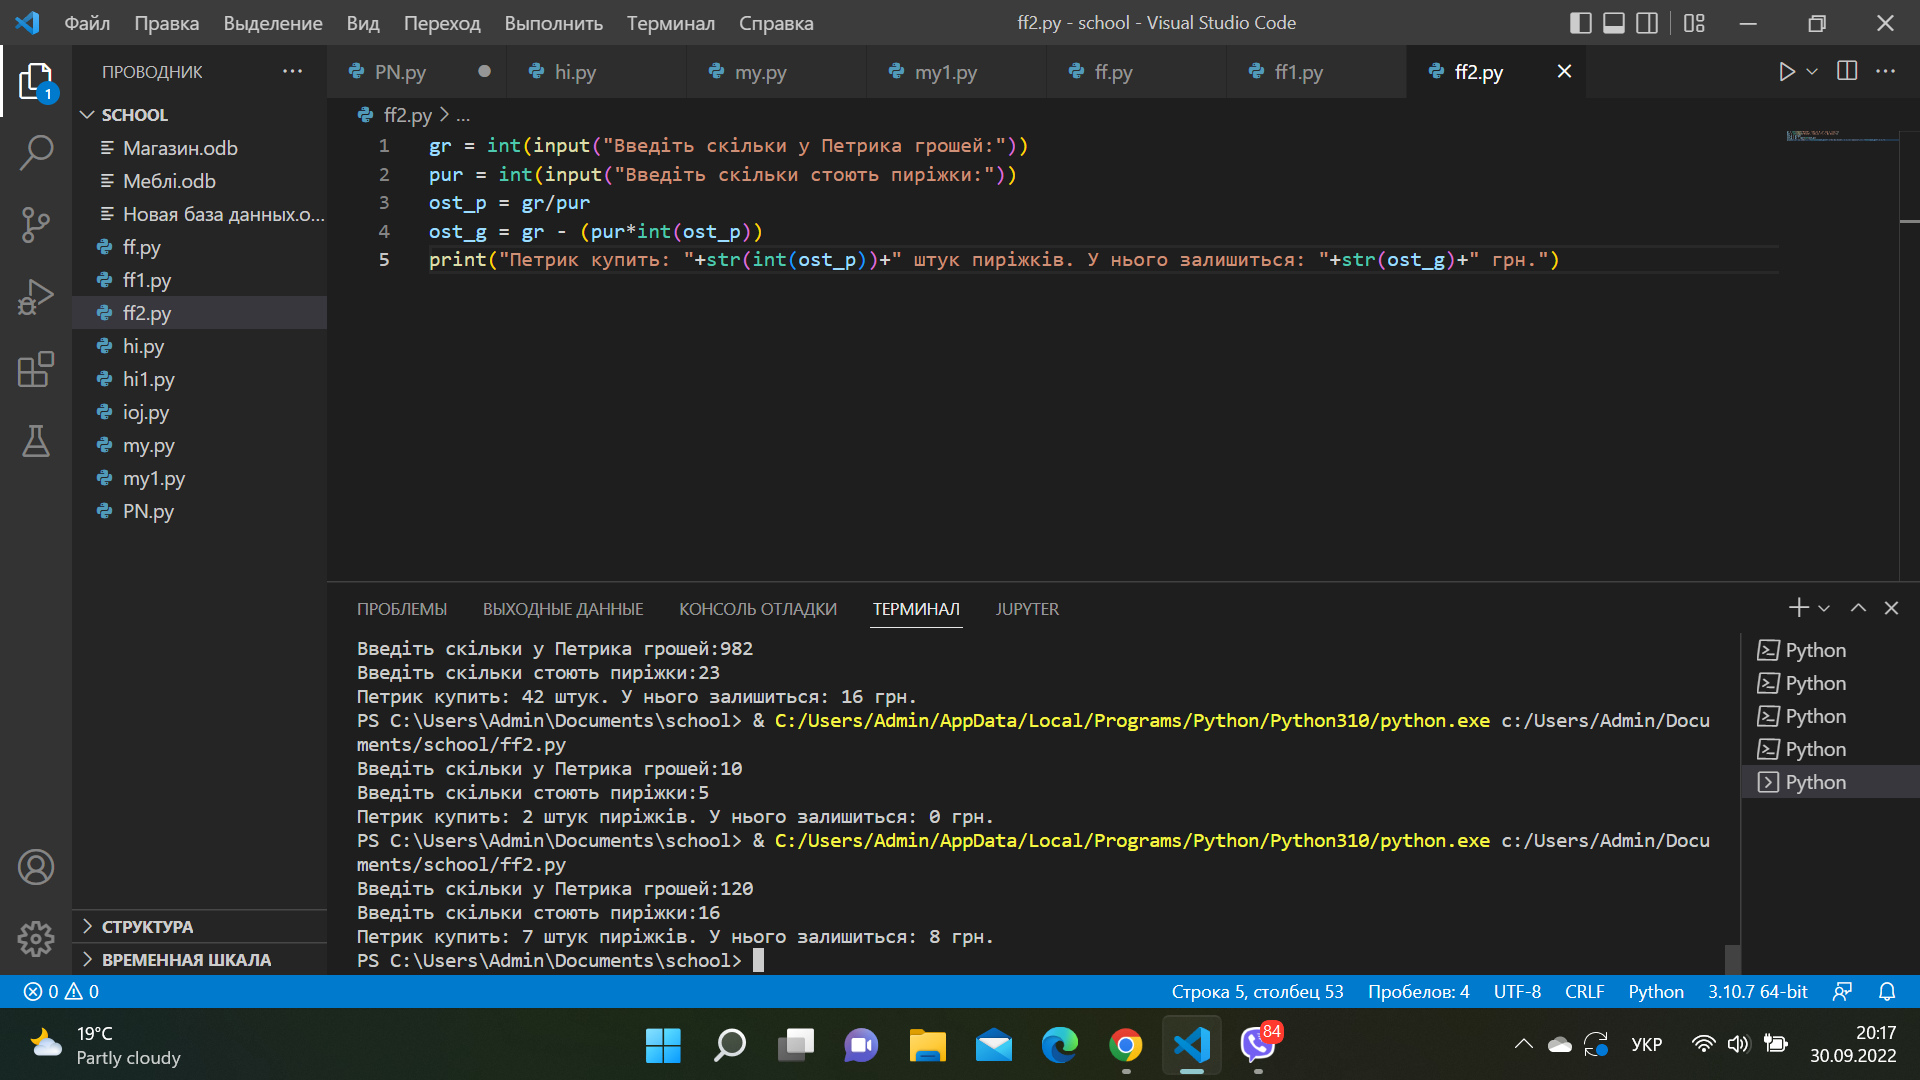 Файл Правка Выделение Вид Переход Выполнить Терминал Справка ff2.py - school - Visual Studio Code
ПРОВОДНИК ··· PN.py hi.py my.py my1.py ff.py ff1.py ff2.py
1
SCHOOL
ff2.py > ...
Магазин.odb
Меблі.odb
Новая база данных.o...
ff.py
ff1.py
ff2.py
hi.py
hi1.py
ioj.py
my.py
my1.py
PN.py
СТРУКТУРА
ВРЕМЕННАЯ ШКАЛА
1 gr = int(input("Введіть скільки у Петрика грошей:"))
2 pur = int(input("Введіть скільки стоють пиріжки:"))
3 ost_p = gr/pur
4 ost_g = gr - (pur*int(ost_p))
5 print("Петрик купить: "+str(int(ost_p))+" штук пиріжків. У нього залишиться: "+str(ost_g)+" грн.")
ПРОБЛЕМЫ ВЫХОДНЫЕ ДАННЫЕ КОНСОЛЬ ОТЛАДКИ ТЕРМИНАЛ JUPYTER
Введіть скільки у Петрика грошей:982
Введіть скільки стоють пиріжки:23
Петрик купить: 42 штук. У нього залишиться: 16 грн.
PS C:\Users\Admin\Documents\school> & C:/Users/Admin/AppData/Local/Programs/Python/Python310/python.exe c:/Users/Admin/Docu
ments/school/ff2.py
Введіть скільки у Петрика грошей:10
Введіть скільки стоють пиріжки:5
Петрик купить: 2 штук пиріжків. У нього залишиться: 0 грн.
PS C:\Users\Admin\Documents\school> & C:/Users/Admin/AppData/Local/Programs/Python/Python310/python.exe c:/Users/Admin/Docu
ments/school/ff2.py
Введіть скільки у Петрика грошей:120
Введіть скільки стоють пиріжки:16
Петрик купить: 7 штук пиріжків. У нього залишиться: 8 грн.
PS C:\Users\Admin\Documents\school>
Python
Python
Python
Python
Python
0 0 Строка 5, столбец 53 Пробелов: 4 UTF-8 CRLF Python 3.10.7 64-bit
19°C
Partly cloudy
84
УКР
20:17
30.09.2022